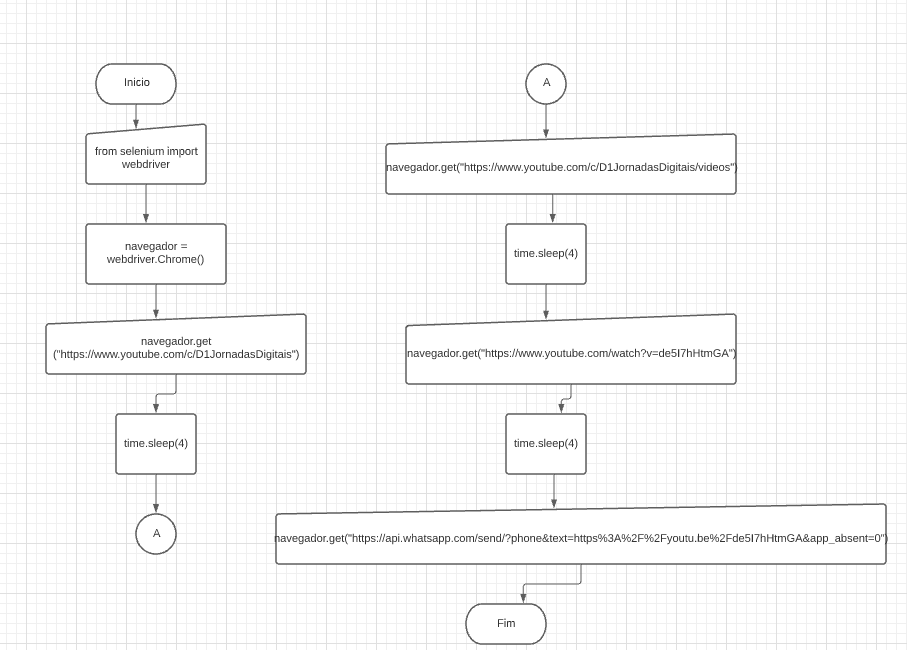 Inicio
from selenium import
webdriver
navegador =
webdriver.Chrome()
navegador.get
("https://www.youtube.com/c/D1JornadasDigitais")
time.sleep(4)
A
A
navegador.get("https://www.youtube.com/c/D1JornadasDigitais/videos")
time.sleep(4)
navegador.get("https://www.youtube.com/watch?v=de5I7hHtmGA")
time.sleep(4)
navegador.get("https://api.whatsapp.com/send/?phone&text=https%3A%2F%2Fyoutu.be%2Fde5I7hHtmGA&app_absent=0")
Fim